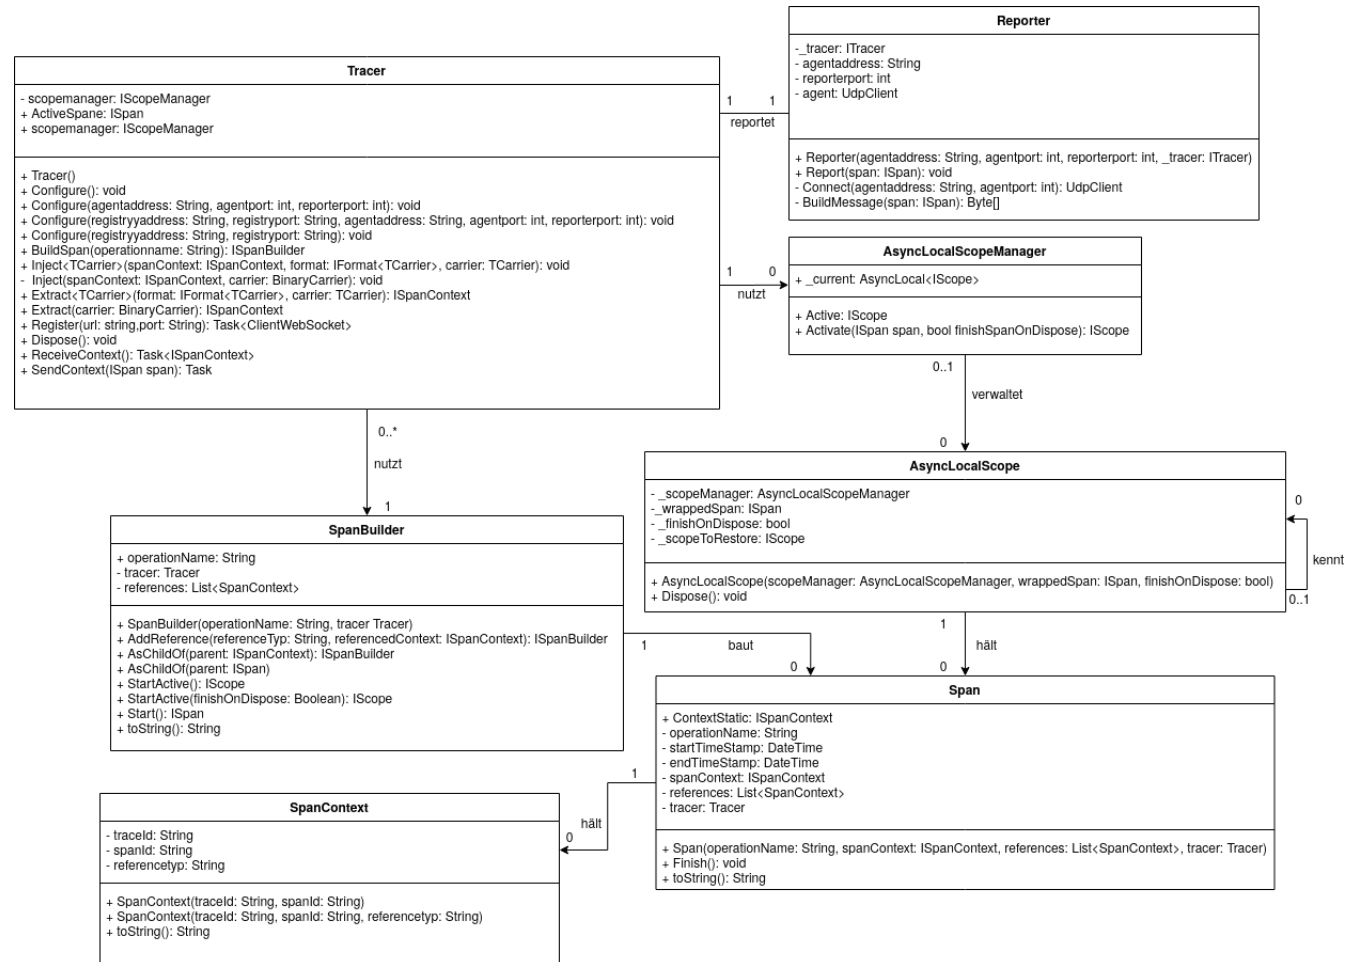 Reporter
-_tracer: ITracer
- agentaddress: String
- reporterport: int
- agent: UdpClient
+ Reporter(agentaddress: String, agentport: int, reporterport: int, _tracer: ITracer)
+ Report(span: ISpan): void
- Connect(agentaddress: String, agentport: int): UdpClient
- BuildMessage(span: ISpan): Byte[]
Tracer
- scopemanager: IScopeManager
+ ActiveSpane: ISpan
+ scopemanager: IScopeManager
+ Tracer()
+ Configure(): void
+ Configure(agentaddress: String, agentport: int, reporterport: int): void
+ Configure(registryyaddress: String, registryport: String, agentaddress: String, agentport: int, reporterport: int): void
+ Configure(registryyaddress: String, registryport: String): void
+ BuildSpan(operationname: String): ISpanBuilder
+ Inject<TCarrier>(spanContext: ISpanContext, format: IFormat<TCarrier>, carrier: TCarrier): void
- Inject(spanContext: ISpanContext, carrier: BinaryCarrier): void
+ Extract<TCarrier>(format: IFormat<TCarrier>, carrier: TCarrier): ISpanContext
+ Extract(carrier: BinaryCarrier): ISpanContext
+ Register(url: string,port: String): Task<ClientWebSocket>
+ Dispose(): void
+ ReceiveContext(): Task<ISpanContext>
+ SendContext(ISpan span): Task
1 1
reportet
1 0
nutzt
AsyncLocalScopeManager
+ _current: AsyncLocal<IScope>
+ Active: IScope
+ Activate(ISpan span, bool finishSpanOnDispose): IScope
0..1
verwaltet
0
0..*
nutzt
1
AsyncLocalScope
- _scopeManager: AsyncLocalScopeManager
-_wrappedSpan: ISpan
- _finishOnDispose: bool
- _scopeToRestore: IScope
+ AsyncLocalScope(scopeManager: AsyncLocalScopeManager, wrappedSpan: ISpan, finishOnDispose: bool)
+ Dispose(): void
0
kennt
0..1
SpanBuilder
+ operationName: String
- tracer: Tracer
- references: List<SpanContext>
+ SpanBuilder(operationName: String, tracer Tracer)
+ AddReference(referenceTyp: String, referencedContext: ISpanContext): ISpanBuilder
+ AsChildOf(parent: ISpanContext): ISpanBuilder
+ AsChildOf(parent: ISpan)
+ StartActive(): IScope
+ StartActive(finishOnDispose: Boolean): IScope
+ Start(): ISpan
+ toString(): String
1
baut
0
1
hält
0
Span
+ ContextStatic: ISpanContext
- operationName: String
- startTimeStamp: DateTime
- endTimeStamp: DateTime
- spanContext: ISpanContext
- references: List<SpanContext>
- tracer: Tracer
+ Span(operationName: String, spanContext: ISpanContext, references: List<SpanContext>, tracer: Tracer)
+ Finish(): void
+ toString(): String
1
hält
0
SpanContext
- traceId: String
- spanId: String
- referencetyp: String
+ SpanContext(traceId: String, spanId: String)
+ SpanContext(traceId: String, spanId: String, referencetyp: String)
+ toString(): String